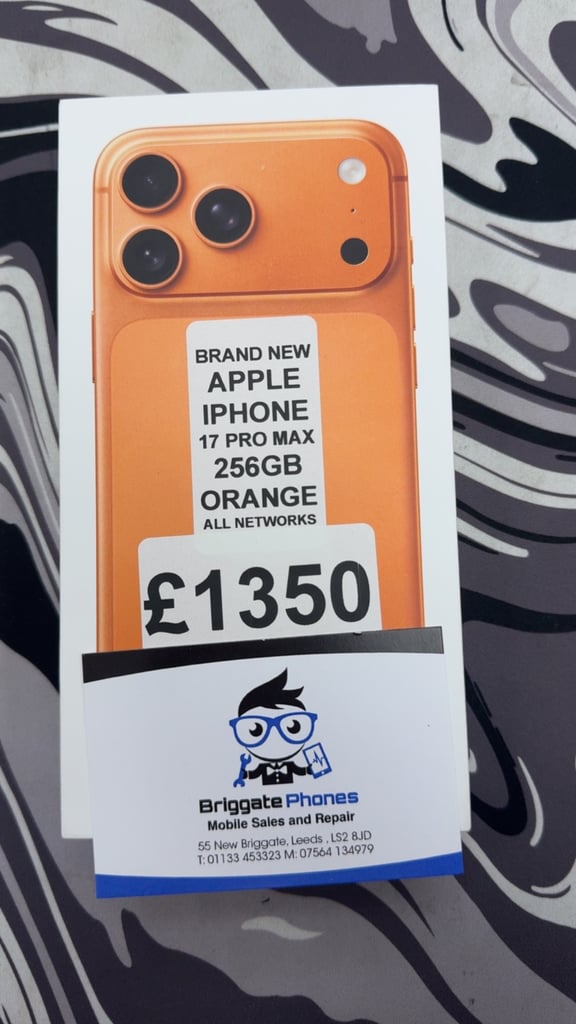 BRAND NEW
APPLE
IPHONE
17 PRO MAX
256GB
ORANGE
ALL NETWORKS
£1350
Briggate Phones
Mobile Sales and Repair
55 New Briggate, Leeds , LS2 8JD
T: 01133 453323 M: 07564 134979